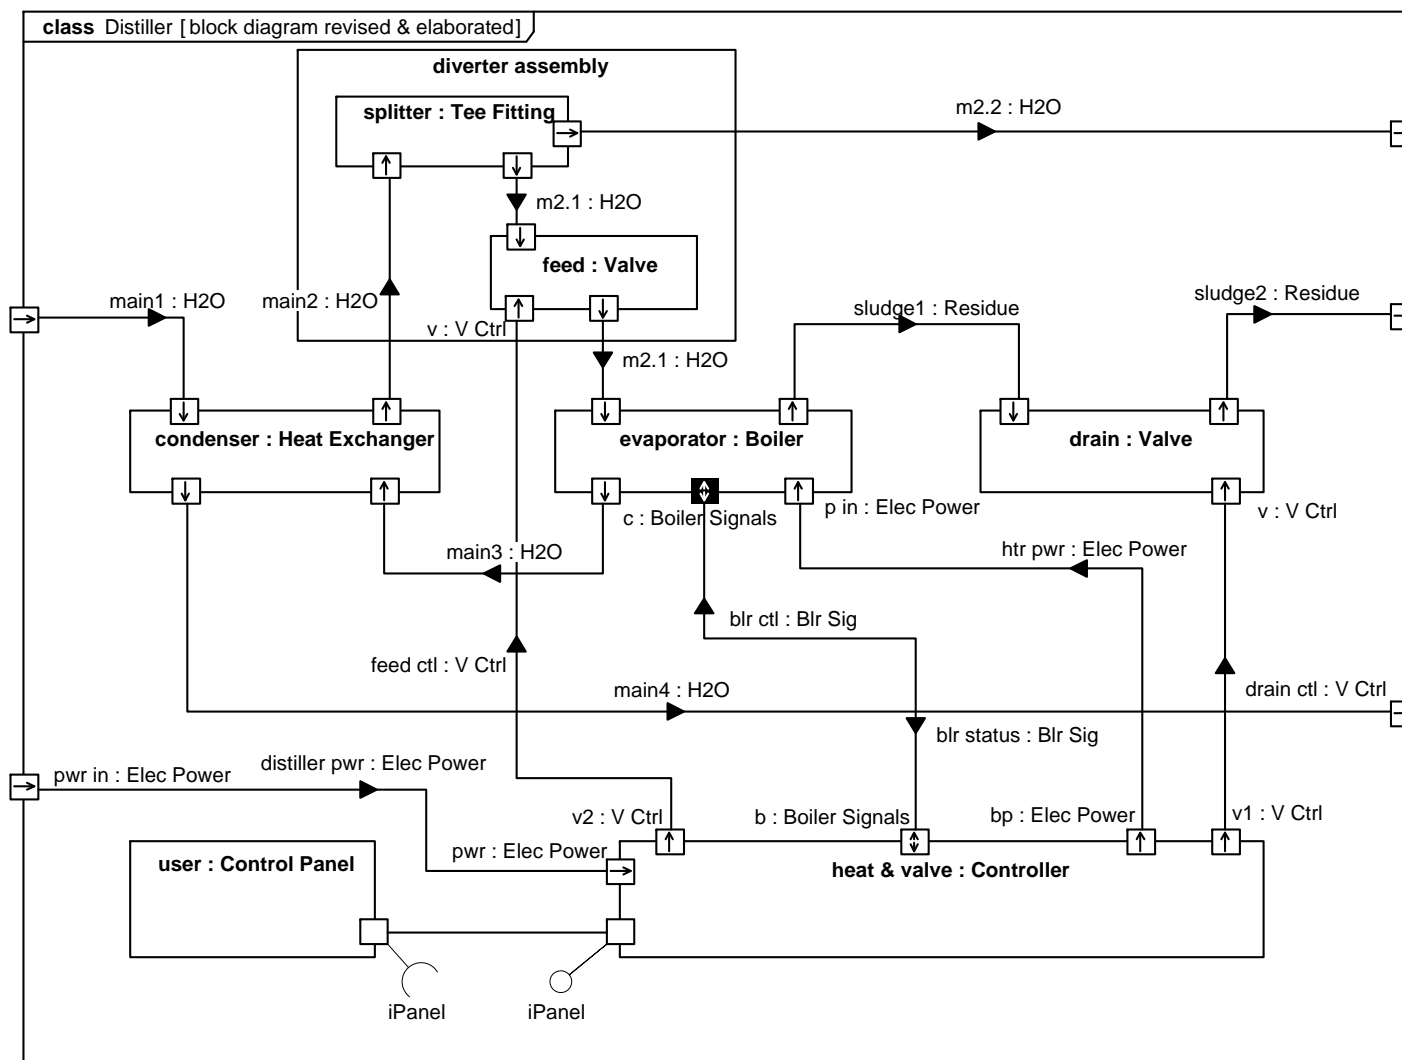 class Distiller [ block diagram revised & elaborated]
diverter assembly
splitter : Tee Fitting
m2.2 : H2O
m2.1 : H2O
feed : Valve
main1 : H2O
main2 : H2O
v : V Ctrl
sludge1 : Residue
sludge2 : Residue
m2.1 : H2O
condenser : Heat Exchanger
evaporator : Boiler
drain : Valve
c : Boiler Signals
p in : Elec Power
v : V Ctrl
main3 : H2O
htr pwr : Elec Power
blr ctl : Blr Sig
feed ctl : V Ctrl
main4 : H2O
drain ctl : V Ctrl
blr status : Blr Sig
pwr in : Elec Power
distiller pwr : Elec Power
v2 : V Ctrl
b : Boiler Signals
bp : Elec Power
v1 : V Ctrl
pwr : Elec Power
user : Control Panel
heat & valve : Controller
iPanel
iPanel